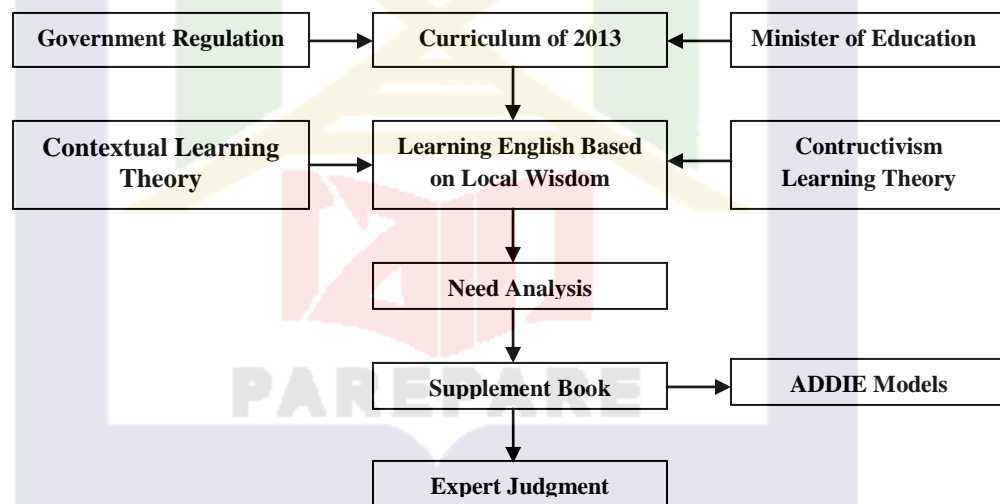 Government Regulation
Curriculum of 2013
Minister of Education
Contextual Learning
Theory
Learning English Based
on Local Wisdom
Contructivism
Learning Theory
Need Analysis
Supplement Book
ADDIE Models
PAREPARE
Expert Judgment